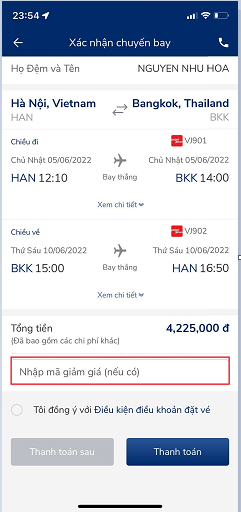 23:54
Xác nhận chuyến bay
Họ Đệm và Tên NGUYEN NHU HOA
Hà Nội, Vietnam Bangkok, Thailand
HAN BKK
Chiều đi VJ901
Chủ Nhật 05/06/2022 Chủ Nhật 05/06/2022
HAN 12:10 Bay thẳng BKK 14:00
Xem chi tiết
Chiều về VJ902
Thứ Sáu 10/06/2022 Thứ Sáu 10/06/2022
BKK 15:00 Bay thẳng HAN 16:50
Xem chi tiết
Tổng tiền 4,225,000 đ
(Đã bao gồm các chi phí khác)
Nhập mã giảm giá (nếu có)
Tôi đồng ý với Điều kiện điều khoản đặt vé
Thanh toán sau Thanh toán